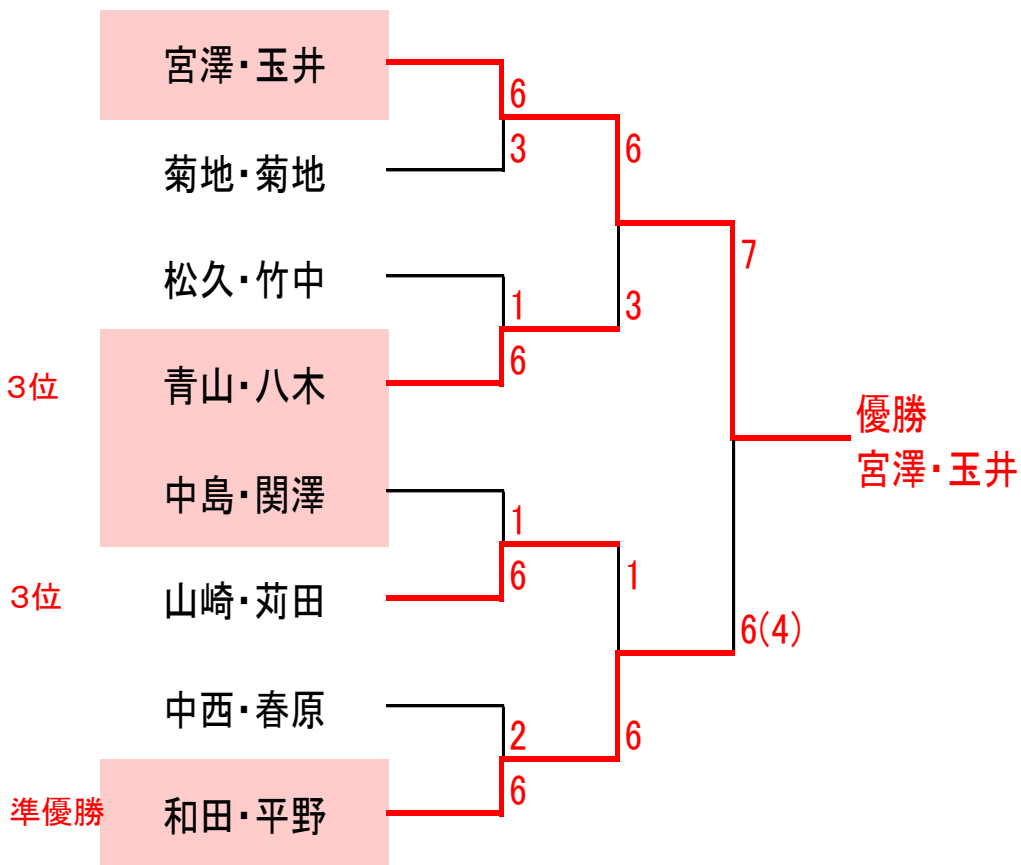 宮澤・玉井
6
菊地・菊地
3
6
松久・竹中
7
1
3
3位
青山・八木
6
優勝
宮澤・玉井
中島・関澤
1
3位
山崎・苅田
6
1
6(4)
中西・春原
2
6
準優勝
和田・平野
6